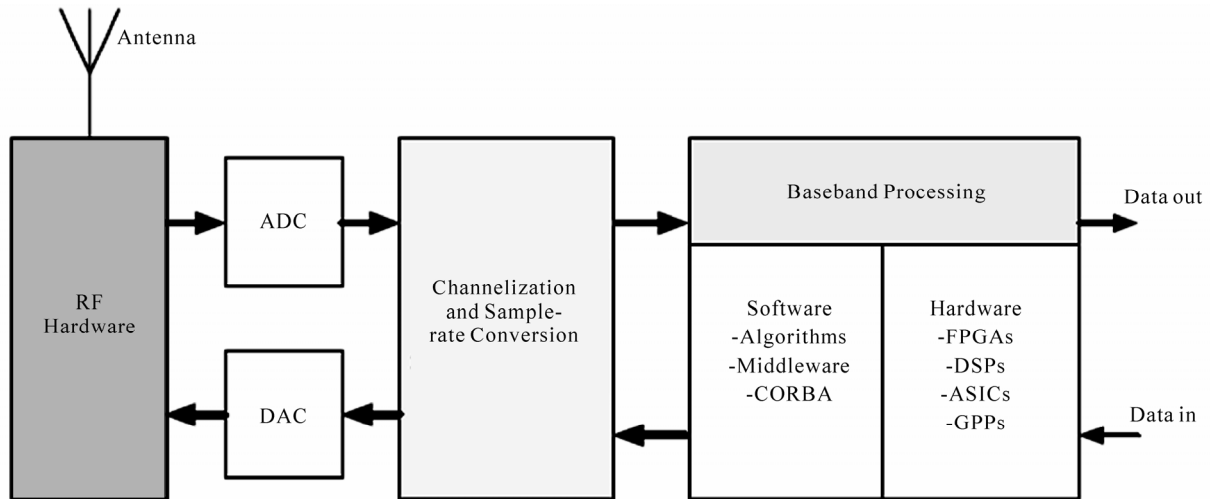 Antenna
RF
Hardware
ADC
DAC
Channelization
and Sample-
rate Conversion
Baseband Processing
Software
-Algorithms
-Middleware
-CORBA
Hardware
-FPGAs
-DSPs
-ASICs
-GPPs
Data out
Data in